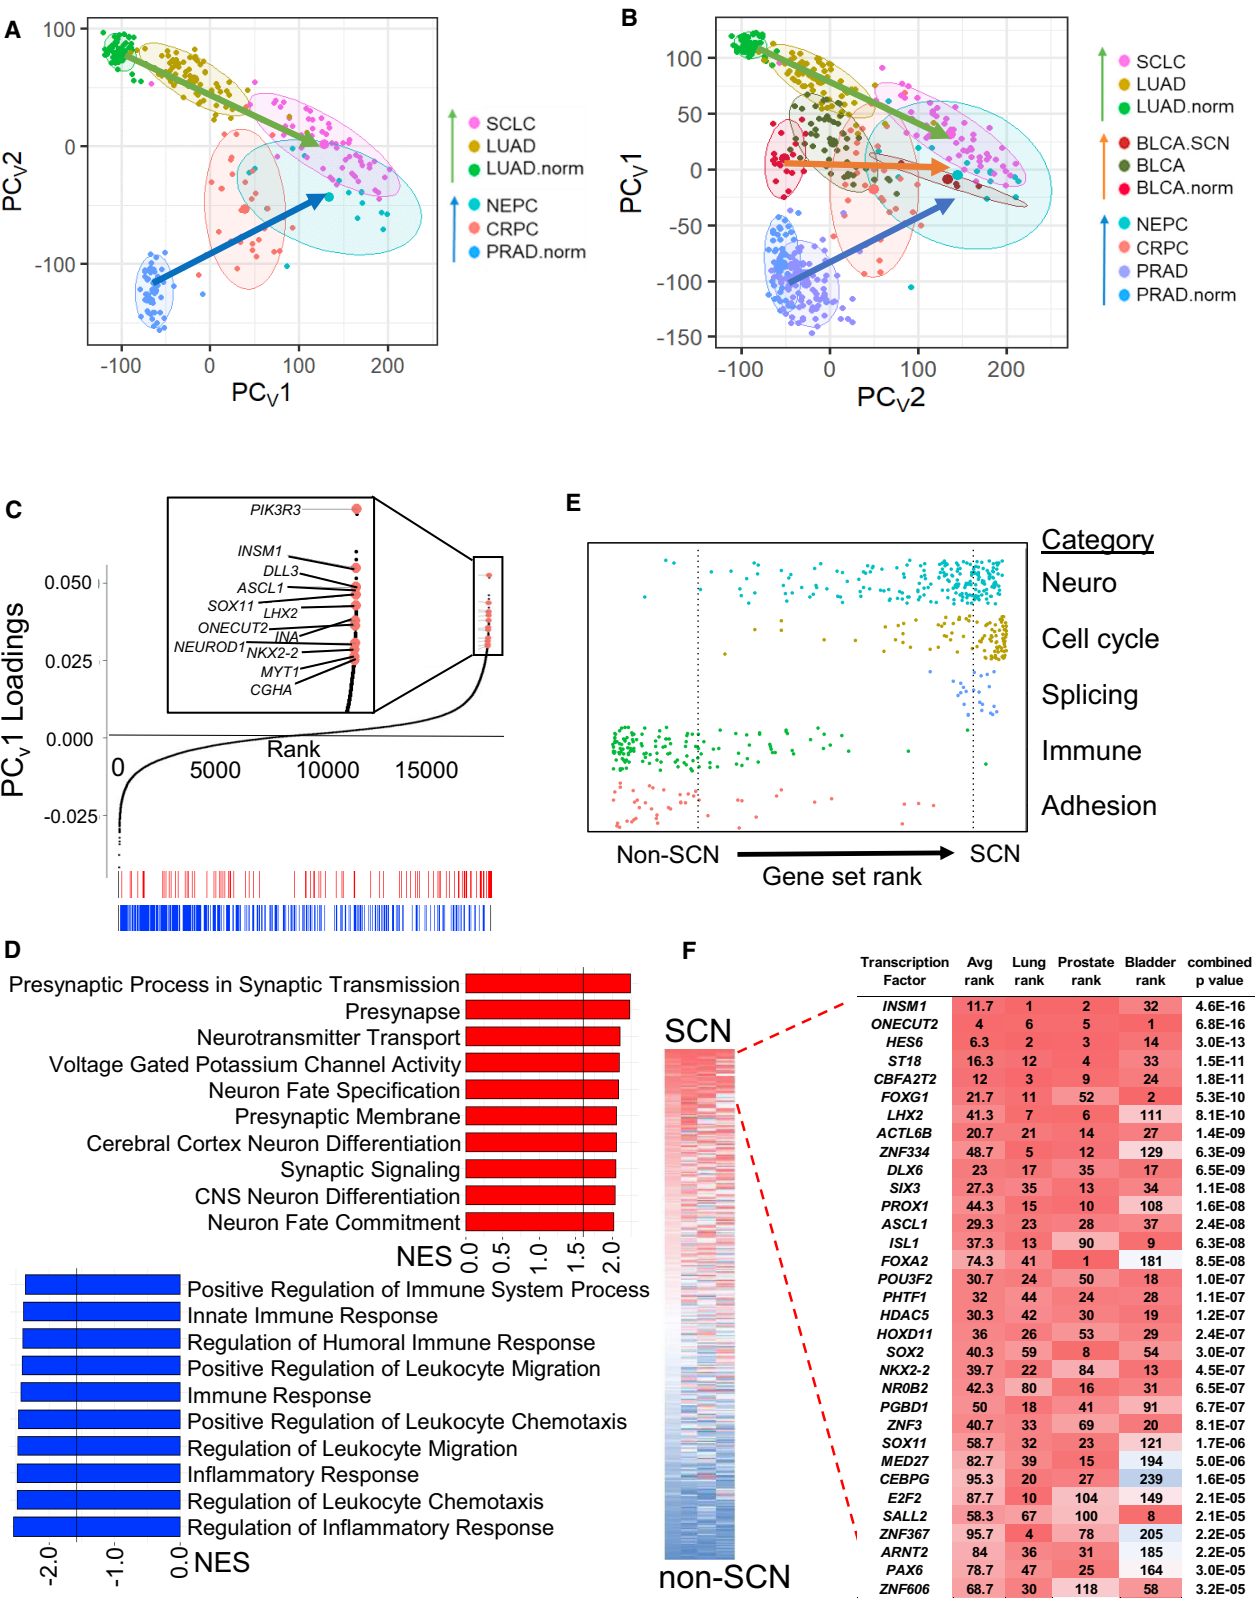 A
100
0
-100
PCV2
-100
0
100
200
PCV1
SCLC
LUAD
LUAD.norm
NEPC
CRPC
PRAD.norm
B
100
50
0
-50
-100
-150
PCV1
-100
0
100
200
PCV2
SCLC
LUAD
LUAD.norm
BLCA.SCN
BLCA
BLCA.norm
NEPC
CRPC
PRAD
PRAD.norm
C
PCV1 Loadings
0.050
0.025
0.000
-0.025
PIK3R3
INSM1
DLL3
ASCL1
SOX11
LHX2
ONECUT2
INA
NEUROD1
NKX2-2
MYT1
CGHA
Rank
0 5000 10000 15000
E
Category
Neuro
Cell cycle
Splicing
Immune
Adhesion
Non-SCN
SCN
Gene set rank
D
Presynaptic Process in Synaptic Transmission
Presynapse
Neurotransmitter Transport
Voltage Gated Potassium Channel Activity
Neuron Fate Specification
Presynaptic Membrane
Cerebral Cortex Neuron Differentiation
Synaptic Signaling
CNS Neuron Differentiation
Neuron Fate Commitment
NES
0.0 0.5 1.0 1.5 2.0
Positive Regulation of Immune System Process
Innate Immune Response
Regulation of Humoral Immune Response
Positive Regulation of Leukocyte Migration
Immune Response
Positive Regulation of Leukocyte Chemotaxis
Regulation of Leukocyte Migration
Inflammatory Response
Regulation of Leukocyte Chemotaxis
Regulation of Inflammatory Response
-2.0 -1.0 0.0
NES
F
SCN
non-SCN
Transcription Factor Avg rank Lung rank Prostate rank Bladder rank combined p value
INSM1 11.7 1 2 32 4.6E-16
ONECUT2 4 6 5 1 6.8E-16
HES6 6.3 2 3 14 3.0E-13
ST18 16.3 12 4 33 1.5E-11
CBFA2T2 12 3 9 24 1.8E-11
FOXG1 21.7 11 52 2 5.3E-10
LHX2 41.3 7 6 111 8.1E-10
ACTL6B 20.7 21 14 27 1.4E-09
ZNF334 48.7 5 12 129 6.3E-09
DLX6 23 17 35 17 6.5E-09
SIX3 27.3 35 13 34 1.1E-08
PROX1 44.3 15 10 108 1.6E-08
ASCL1 29.3 23 28 37 2.4E-08
ISL1 37.3 13 90 9 6.3E-08
FOXA2 74.3 41 1 181 8.5E-08
POU3F2 30.7 24 50 18 1.0E-07
PHTF1 32 44 24 28 1.1E-07
HDAC5 30.3 42 30 19 1.2E-07
HOXD11 36 26 53 29 2.4E-07
SOX2 40.3 59 8 54 3.0E-07
NKX2-2 39.7 22 84 13 4.5E-07
NR0B2 42.3 80 16 31 6.5E-07
PGBD1 50 18 41 91 6.7E-07
ZNF3 40.7 33 69 20 8.1E-07
SOX11 58.7 32 23 121 1.7E-06
MED27 82.7 39 15 194 5.0E-06
CEBPG 95.3 20 27 239 1.6E-05
E2F2 87.7 10 104 149 2.1E-05
SALL2 58.3 67 100 8 2.1E-05
ZNF367 95.7 4 78 205 2.2E-05
ARNT2 84 36 31 185 2.2E-05
PAX6 78.7 47 25 164 3.0E-05
ZNF606 68.7 30 118 58 3.2E-05